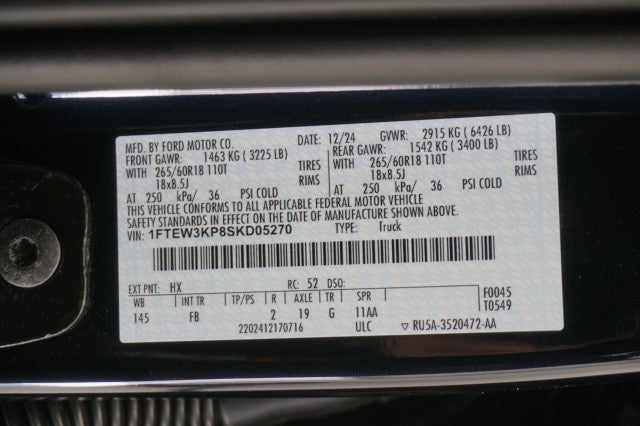 MFD. BY FORD MOTOR CO. DATE: 12/24 GVWR: 2915 KG ( 6426 LB)
FRONT GAWR: 1463 KG ( 3225 LB) REAR GAWR: 1542 KG ( 3400 LB)
WITH 265/60R18 110T TIRES WITH 265/60R18 110T TIRES
18x8.5J RIMS 18x8.5J RIMS
AT 250 kPa/ 36 PSI COLD AT 250 kPa/ 36 PSI COLD
THIS VEHICLE CONFORMS TO ALL APPLICABLE FEDERAL MOTOR VEHICLE
SAFETY STANDARDS IN EFFECT ON THE DATE OF MANUFACTURE SHOWN ABOVE.
VIN: 1FTEW3KP8SKD05270 TYPE: Truck
EXT PNT: HX RC: 52 DSO:
WB INT TR TP/PS R AXLE TR SPR F0045
145 FB 2 19 G 11AA T0549
2202412170716 ULC ▽ RU5A-3520472-AA